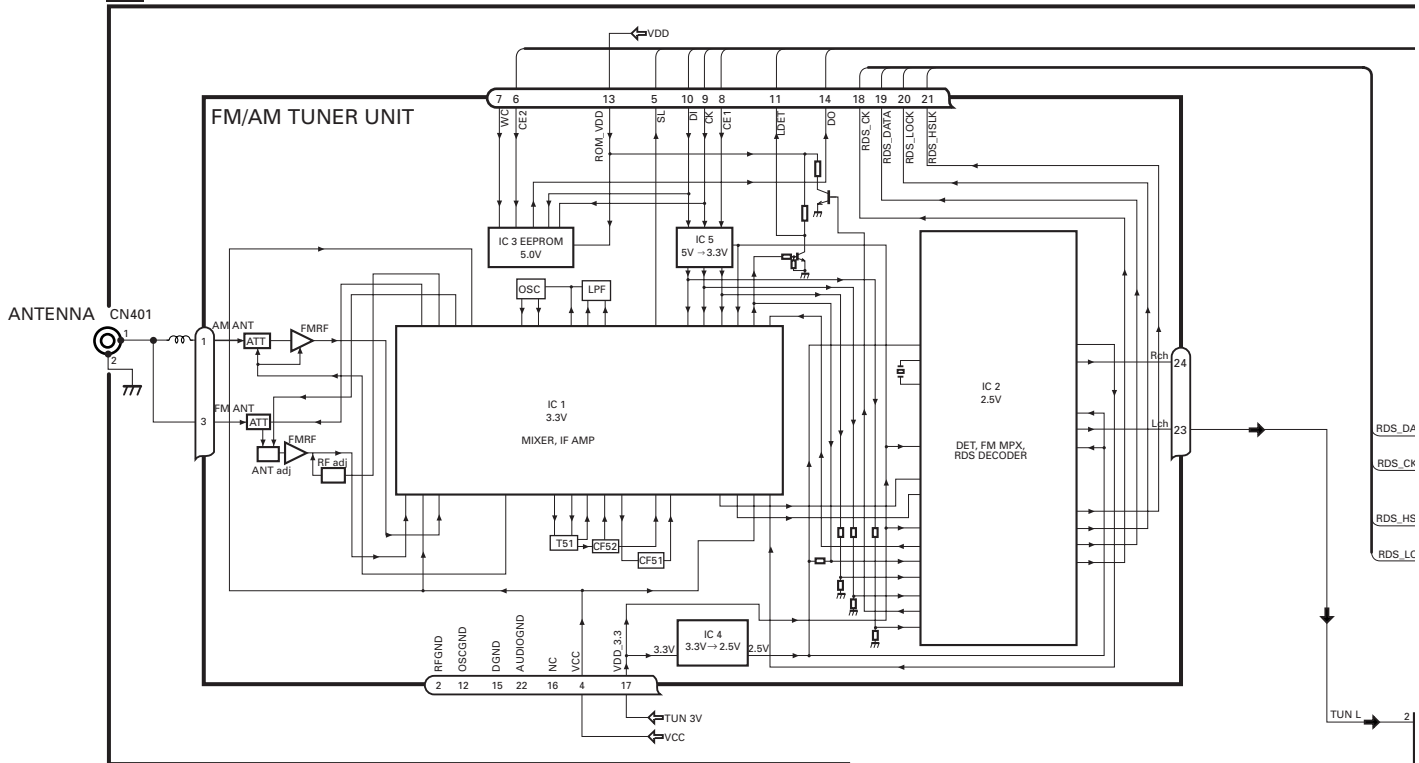 VDD
7 6 13 5 10 9 8 11 14 18 19 20 21
FM/AM TUNER UNIT
WC
CE2
ROM_VDD
SL
DI
CK
CE1
LDET
DO
RDS_CK
RDS_DATA
RDS_LOCK
RDS_HSLK
IC 3 EEPROM
5.0V
IC 5
5V → 3.3V
OSC
LPF
ANTENNA CN401
1
2
1
AM ANT
ATT
FMRF
3
FM ANT
ATT
FMRF
ANT adj
RF adj
IC 1
3.3V
MIXER, IF AMP
IC 2
2.5V
DET, FM MPX,
RDS DECODER
Rch
24
Lch
23
RDS_DA
RDS_CK
RDS_HS
RDS_LO
T51
CF52
CF51
IC 4
3.3V → 2.5V
3.3V
2.5V
RFGND
OSCGND
DGND
AUDIOGND
NC
VCC
VDD_3.3
2 12 15 22 16 4 17
TUN 3V
VCC
TUN L
2